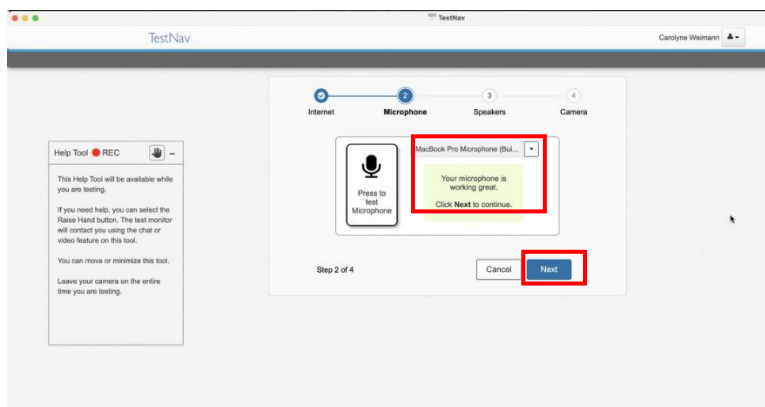 TestNav
TestNav
Carolyne Weimann
2
3
4
Internet
Microphone
Speakers
Camera
Help Tool REC
This Help Tool will be available while
you are testing.
If you need help, you can select the
Raise Hand button. The test monitor
will contact you using the chat or
video feature on this tool.
You can move or minimize this tool.
Leave your camera on the entire
time you are testing.
Press to
test
Microphone
MacBook Pro Microphone (Bui...
Your microphone is
working great.
Click Next to continue.
Step 2 of 4
Cancel
Next